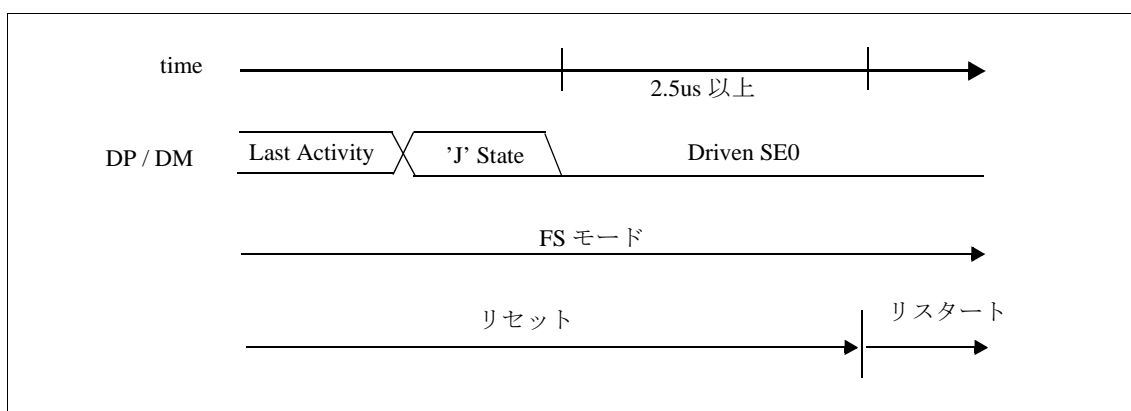 time
2.5us 以上
DP / DM
Last Activity
'J' State
Driven SE0
FS モード
リセット
リスタート